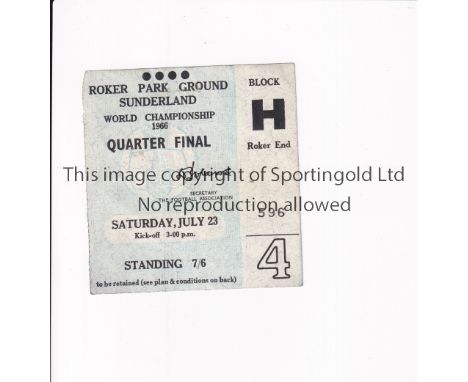 ROKER PARK GROUND
SUNDERLAND
WORLD CHAMPIONSHIP
1966
QUARTER FINAL
SECRETARY
THE FOOTBALL ASSOCIATION
SATURDAY, JULY 23
Kick-off 3-00 p.m.
STANDING 7/6
to be retained (see plan & conditions on back)
BLOCK
H
Roker End
596
4
This image copyright of Sportingold Ltd
No reproduction allowed